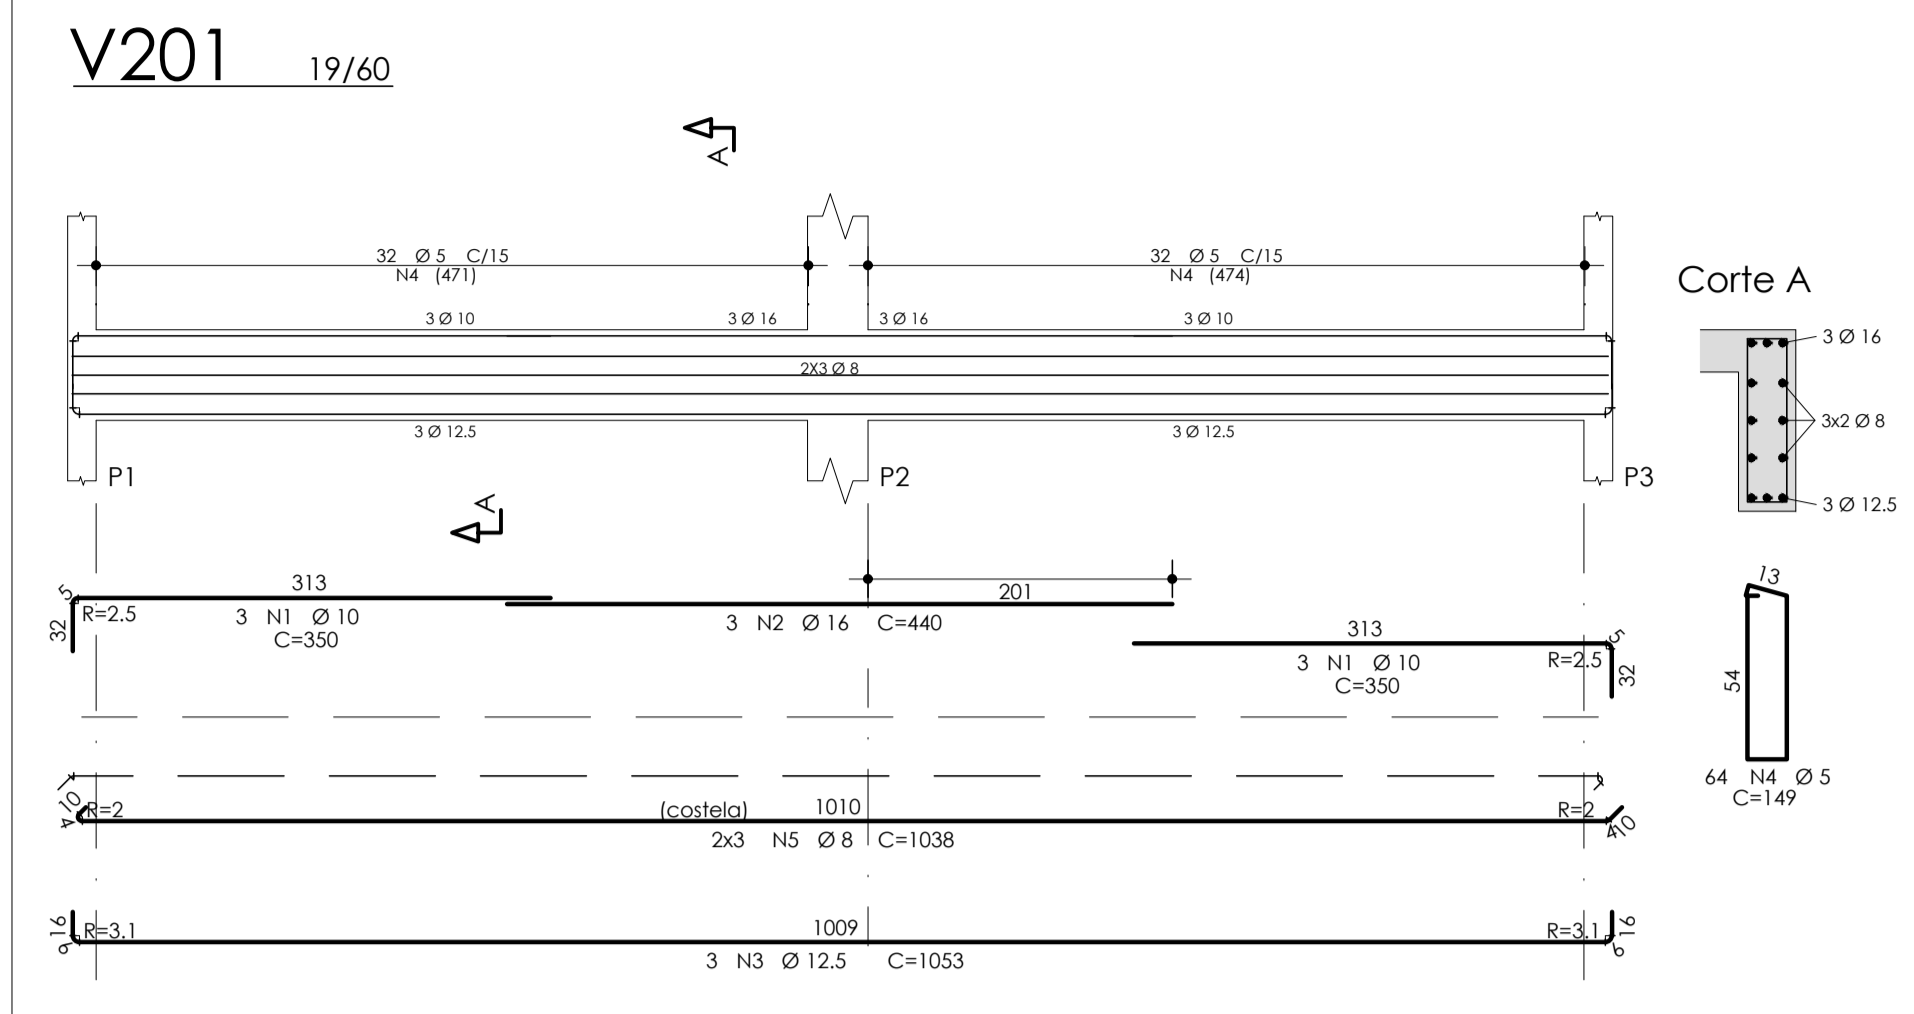 V201 19/60
A
32 Ø 5 C/15
N4 (471)
32 Ø 5 C/15
N4 (474)
Corte A
3 Ø 10
3 Ø 16
3 Ø 16
3 Ø 10
3 Ø 16
2X3 Ø 8
3x2 Ø 8
3 Ø 12.5
3 Ø 12.5
P1
P2
P3
3 Ø 12.5
A
313
5
R=2.5
32
3 N1 Ø 10
C=350
201
3 N2 Ø 16 C=440
313
5
R=2.5
32
3 N1 Ø 10
C=350
13
54
64 N4 Ø 5
C=149
10
4
R=2
(costela) 1010
R=2
4
10
2x3 N5 Ø 8 C=1038
16
6
R=3.1
1009
R=3.1
16
6
3 N3 Ø 12.5 C=1053